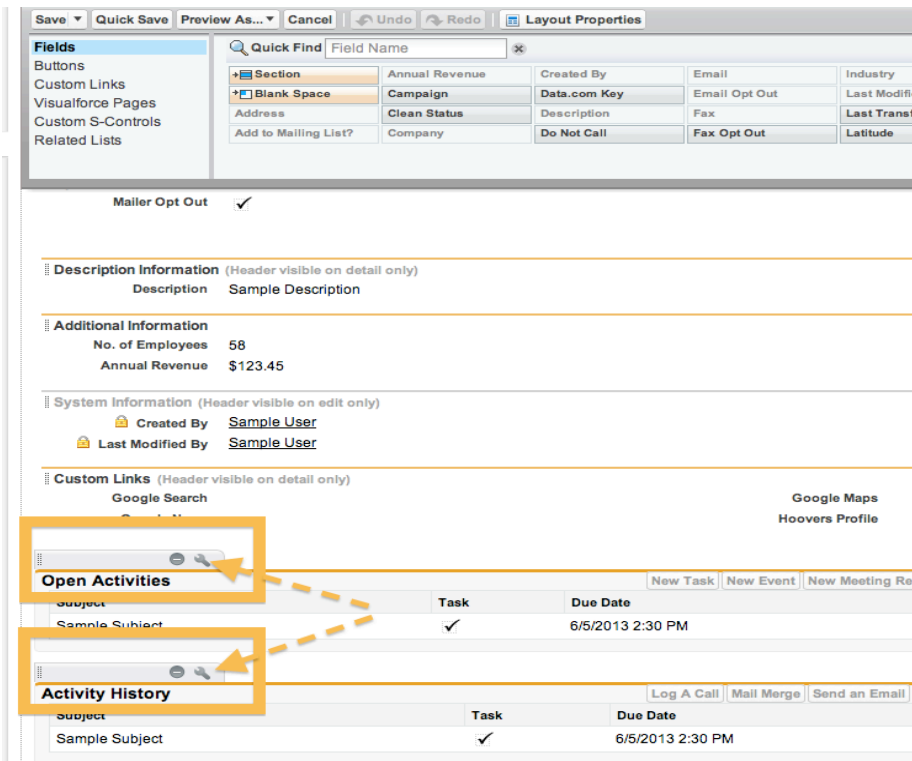 Save Quick Save Preview As... Cancel Undo Redo Layout Properties
Fields
Buttons
Custom Links
Visualforce Pages
Custom S-Controls
Related Lists
Quick Find Field Name
Section Annual Revenue Created By Email Industry
Blank Space Campaign Data.com Key Email Opt Out Last Modifi
Address Clean Status Description Fax Last Transf
Add to Mailing List? Company Do Not Call Fax Opt Out Latitude
Mailer Opt Out
Description Information (Header visible on detail only)
Description Sample Description
Additional Information
No. of Employees 58
Annual Revenue $123.45
System Information (Header visible on edit only)
Created By Sample User
Last Modified By Sample User
Custom Links (Header visible on detail only)
Google Search Google Maps
Hoovers Profile
Open Activities New Task New Event New Meeting Re
Subject Task Due Date
Sample Subject 6/5/2013 2:30 PM
Activity History Log A Call Mail Merge Send an Email
Subject Task Due Date
Sample Subject 6/5/2013 2:30 PM